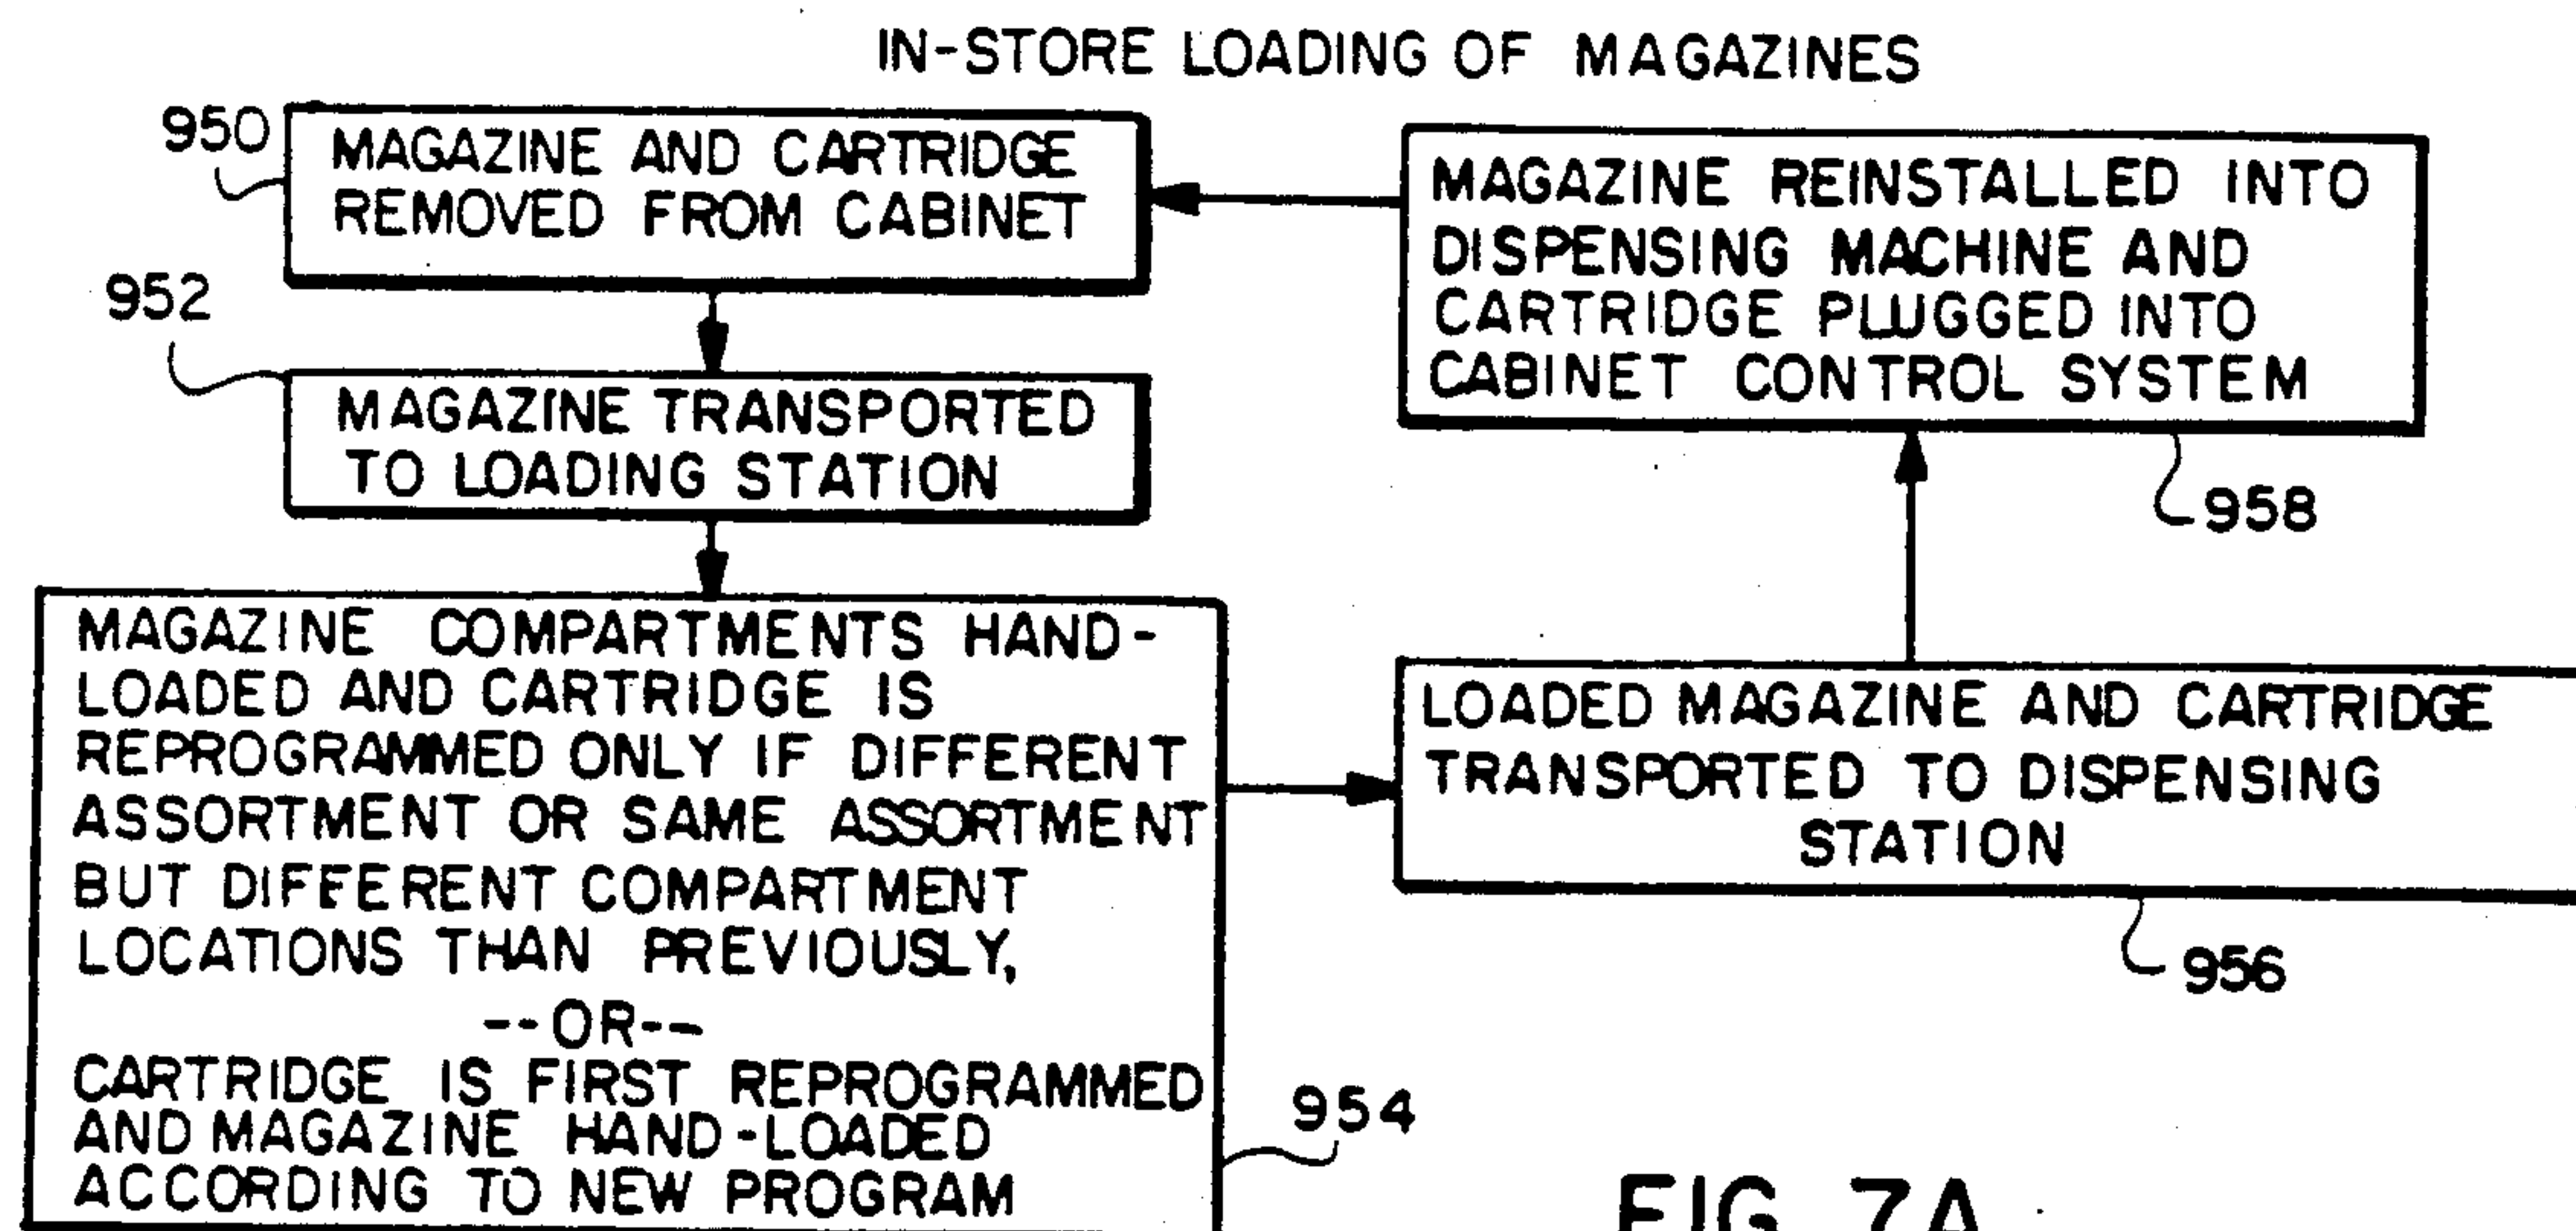 IN-STORE LOADING OF MAGAZINES
950
MAGAZINE AND CARTRIDGE
REMOVED FROM CABINET
952
MAGAZINE TRANSPORTED
TO LOADING STATION
MAGAZINE COMPARTMENTS HAND-
LOADED AND CARTRIDGE IS
REPROGRAMMED ONLY IF DIFFERENT
ASSORTMENT OR SAME ASSORTMENT
BUT DIFFERENT COMPARTMENT
LOCATIONS THAN PREVIOUSLY,
--OR--
CARTRIDGE IS FIRST REPROGRAMMED
AND MAGAZINE HAND-LOADED
ACCORDING TO NEW PROGRAM
954
LOADED MAGAZINE AND CARTRIDGE
TRANSPORTED TO DISPENSING
STATION
956
MAGAZINE REINSTALLED INTO
DISPENSING MACHINE AND
CARTRIDGE PLUGGED INTO
CABINET CONTROL SYSTEM
958
FIG. 7A